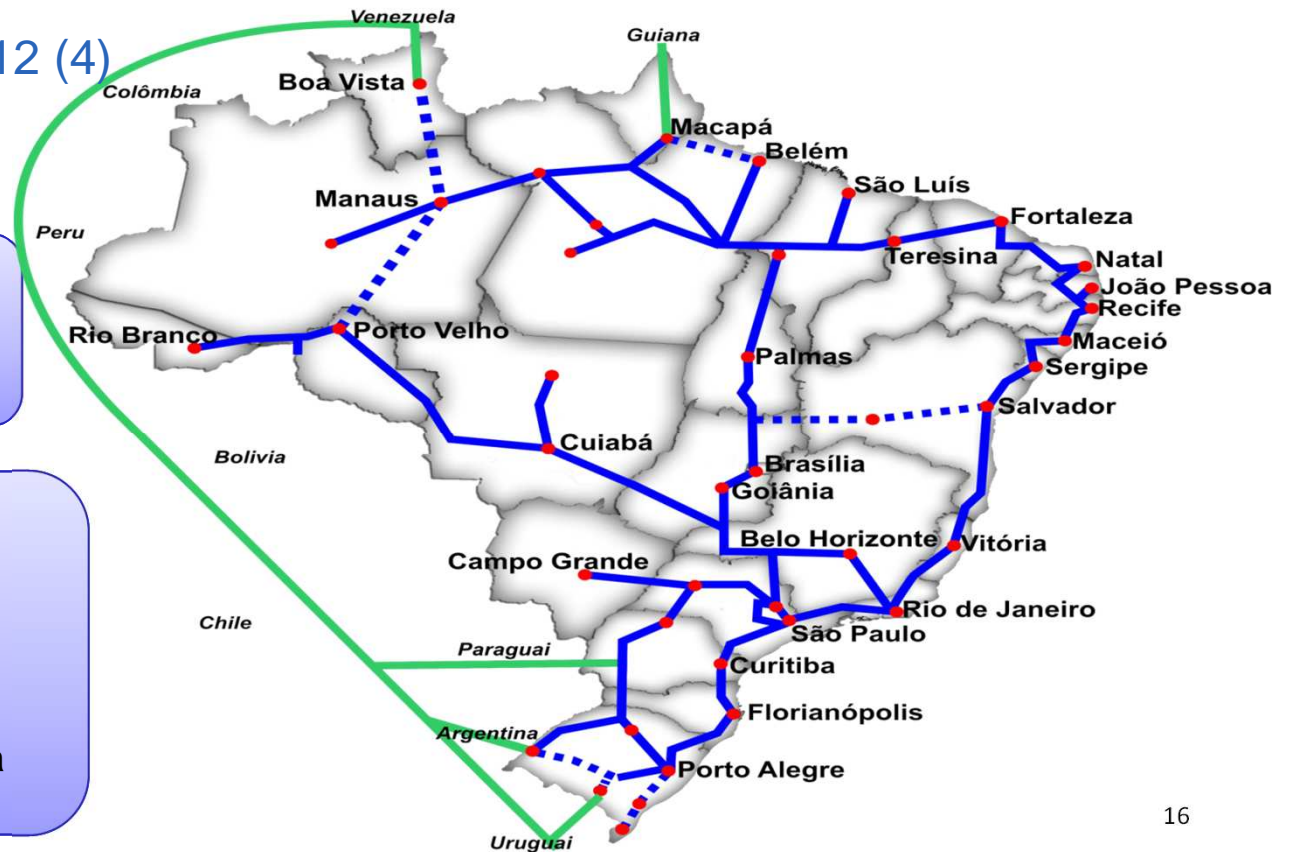 Venezuela
12 (4)
Guiana
Boa Vista
Colômbia
Macapá
Belém
São Luís
Manaus
Fortaleza
Peru
Teresina
Natal
João Pessoa
Recife
Rio Branco
Porto Velho
Maceió
Palmas
Sergipe
Salvador
Cuiabá
Bolivia
Brasília
Goiânia
Belo Horizonte
Vitória
Campo Grande
Rio de Janeiro
Chile
São Paulo
Paraguai
Curitiba
Florianópolis
Argentina
Porto Alegre
16
Uruguai